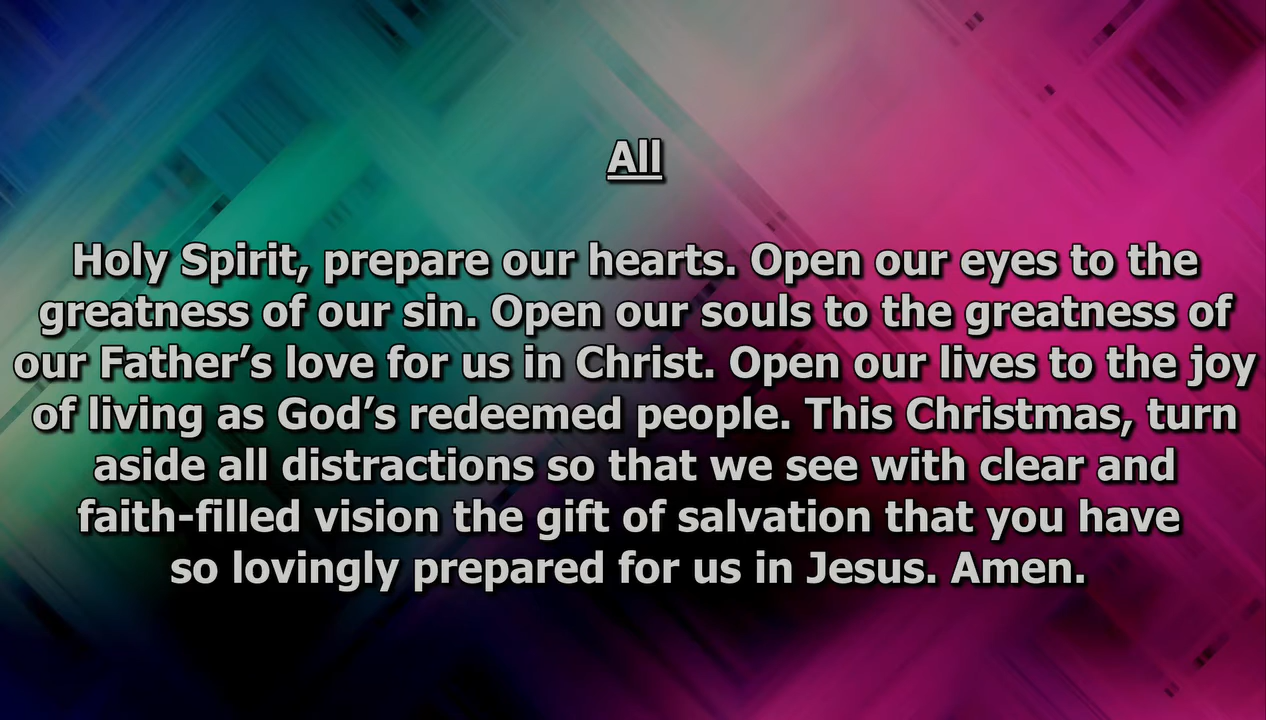 All
Holy Spirit, prepare our hearts. Open our eyes to the
greatness of our sin. Open our souls to the greatness of
our Father’s love for us in Christ. Open our lives to the joy
of living as God’s redeemed people. This Christmas, turn
aside all distractions so that we see with clear and
faith-filled vision the gift of salvation that you have
so lovingly prepared for us in Jesus. Amen.